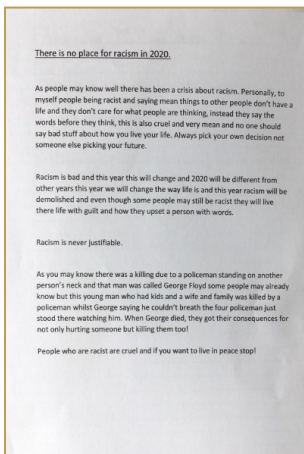 There is no place for racism in 2020.
As people may know well there has been a crisis about racism. Personally, to
myself people being racist and saying mean things to other people don't have a
life and they don't care for what people are thinking, instead they say the
words before they think, this is also cruel and very mean and no one should
say bad stuff about how you live your life. Always pick your own decision not
someone else picking your future.
Racism is bad and this year this will change and 2020 will be different from
other years this year we will change the way life is and this year racism will be
demolished and even though some people may still be racist they will live
there life with guilt and how they upset a person with words.
Racism is never justifiable.
As you may know there was a killing due to a policeman standing on another
person's neck and that man was called George Floyd some people may already
know but this young man who had kids and a wife and family was killed by a
policeman whilst George saying he couldn't breath the four policeman just
stood there watching him. When George died, they got their consequences for
not only hurting someone but killing them too!
People who are racist are cruel and if you want to live in peace stop!